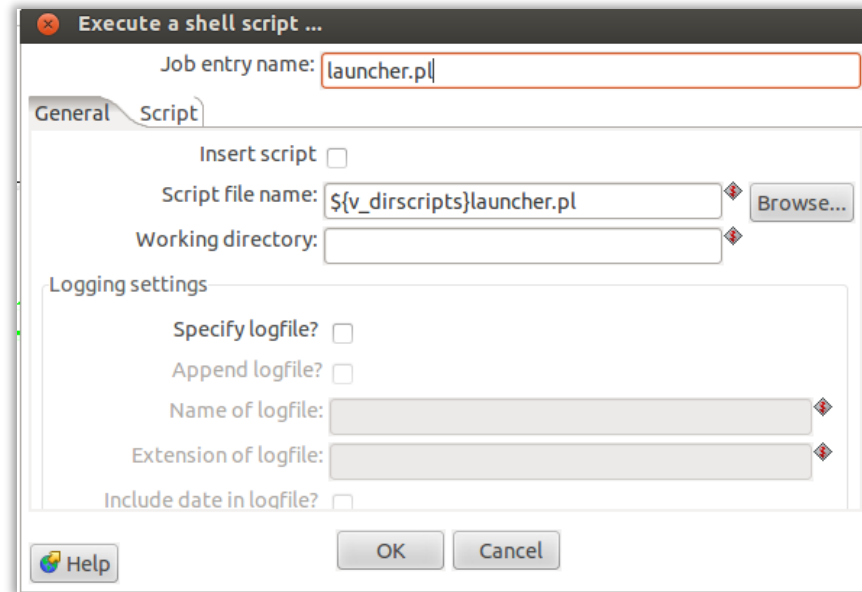 Execute a shell script ...
Job entry name: launcher.pl
General Script
Insert script
Script file name: ${v_dirscripts}launcher.pl Browse...
Working directory:
Logging settings
Specify logfile?
Append logfile?
Name of logfile:
Extension of logfile:
Include date in logfile?
OK Cancel
Help